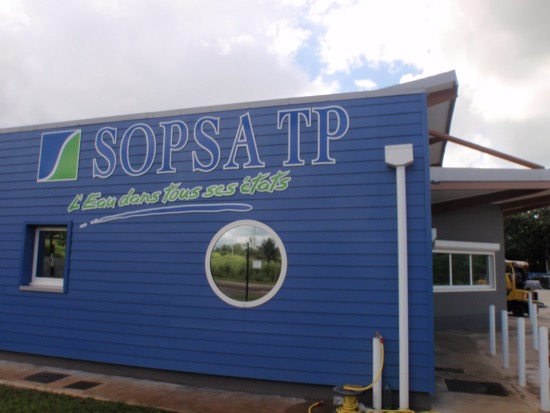 SOPSA TP
L'Eau dans tous ses états